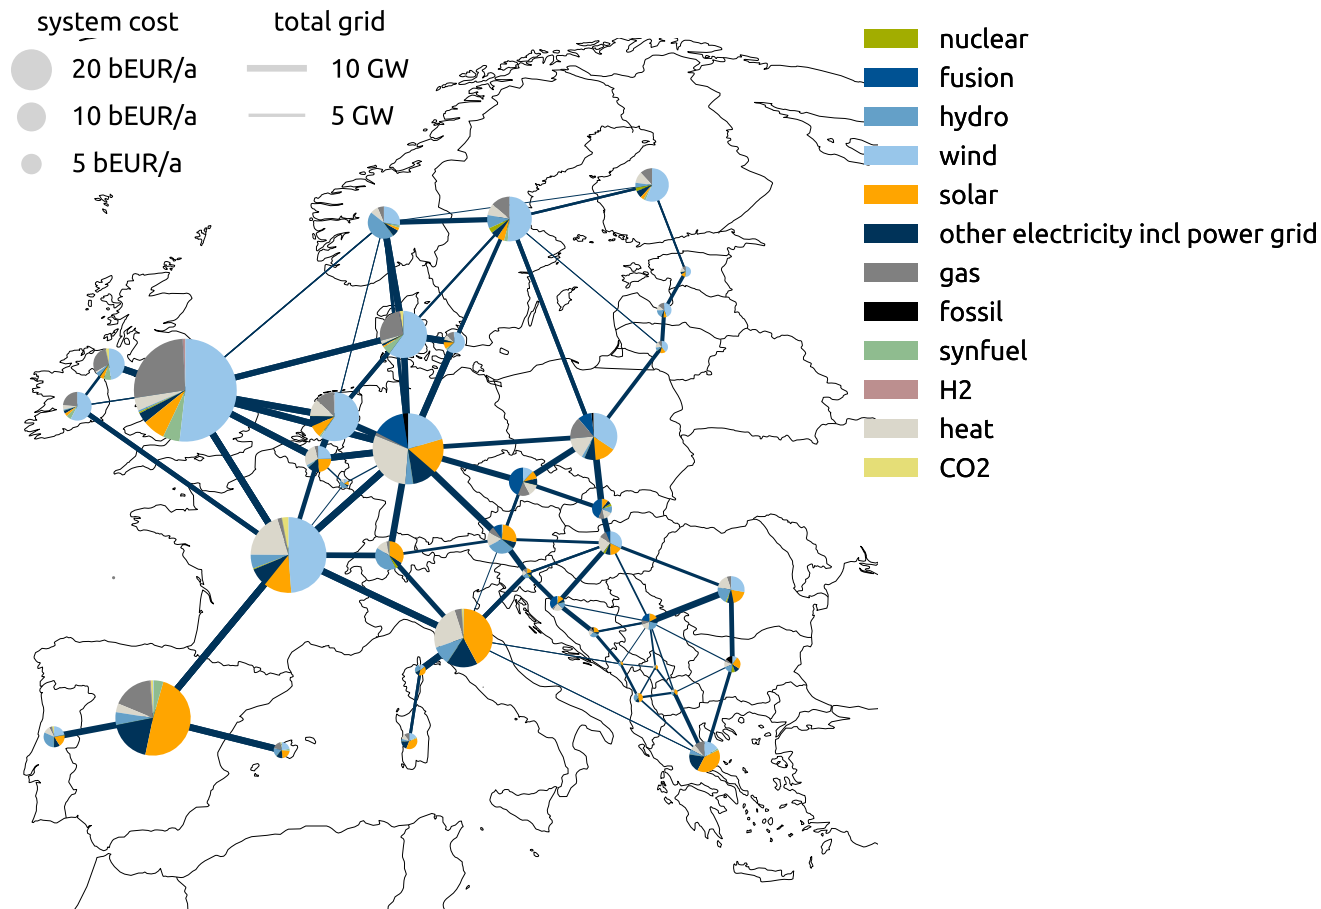 system cost
20 bEUR/a
10 bEUR/a
5 bEUR/a
total grid
10 GW
5 GW
nuclear
fusion
hydro
wind
solar
other electricity incl power grid
gas
fossil
synfuel
H2
heat
CO2